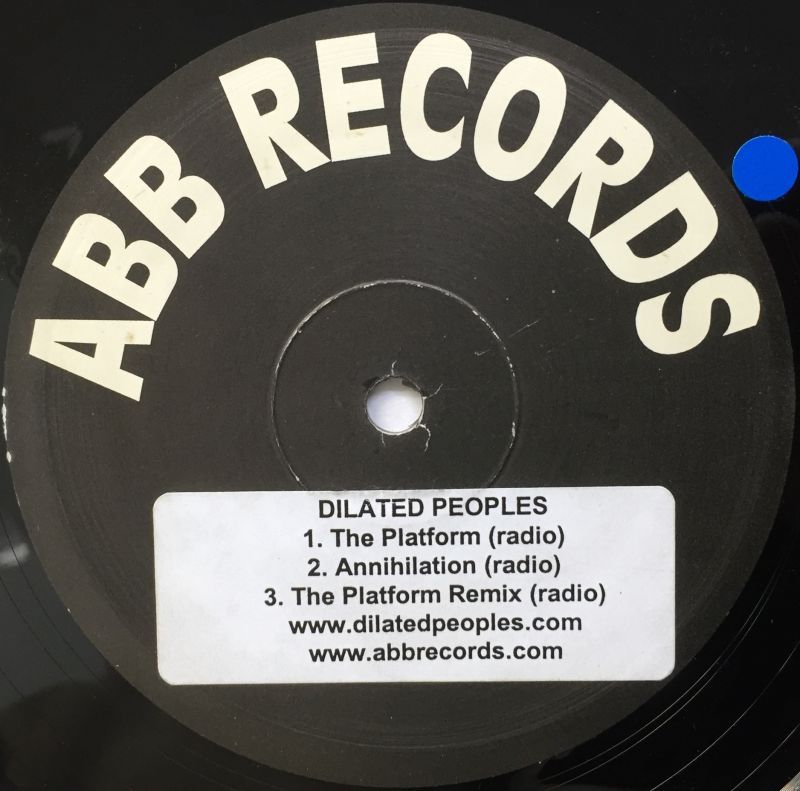 ABB RECORDS
DILATED PEOPLES
1. The Platform (radio)
2. Annihilation (radio)
3. The Platform Remix (radio)
www.dilatedpeoples.com
www.abbrecords.com